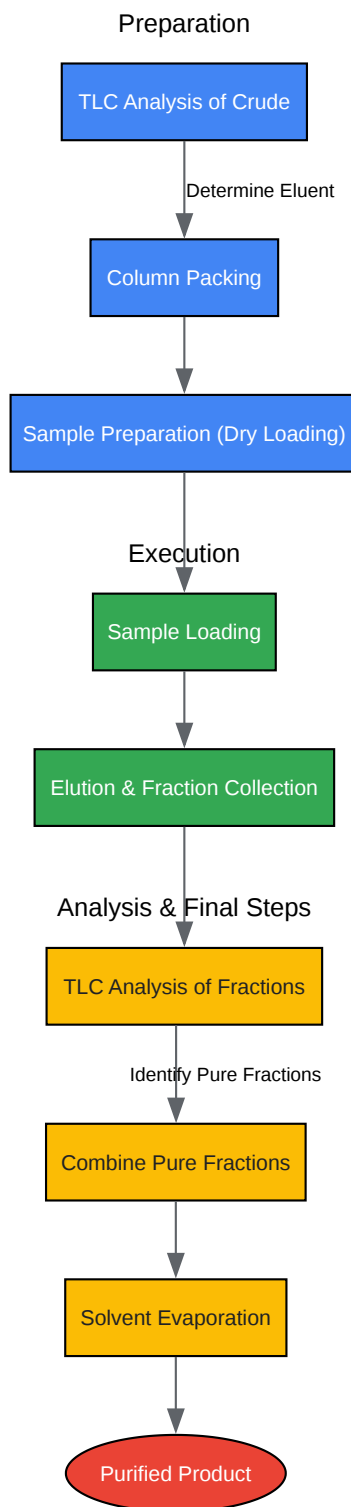 Preparation
TLC Analysis of Crude
Determine Eluent
Column Packing
Sample Preparation (Dry Loading)
Execution
Sample Loading
Elution & Fraction Collection
Analysis & Final Steps
TLC Analysis of Fractions
Identify Pure Fractions
Combine Pure Fractions
Solvent Evaporation
Purified Product